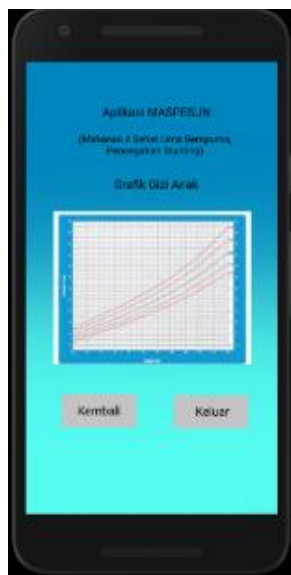 Aplikasi MASPESUN
(Makanan 4 Sehat Lima Sempurna,
Pencegahan Stunting)
Grafik Gizi Anak
Kembali
Keluar